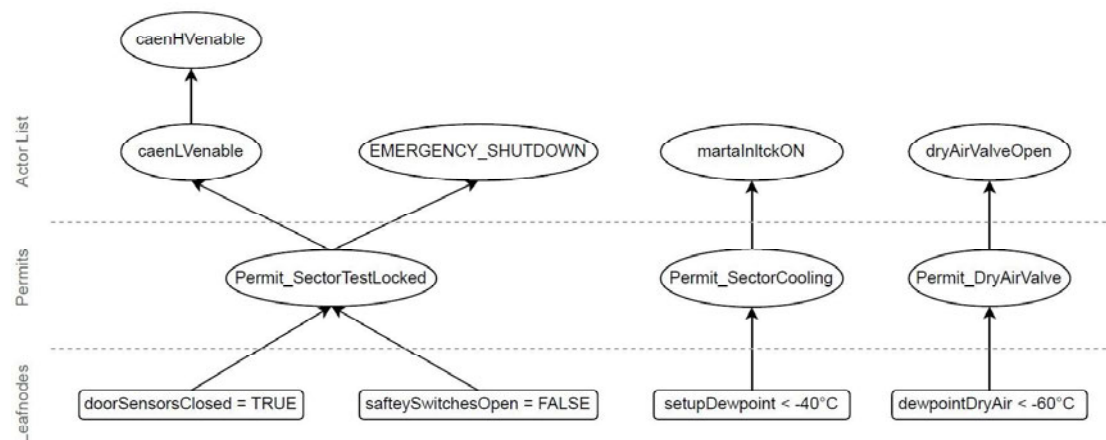 caenHVenable
Actor List
caenLVenable
EMERGENCY_SHUTDOWN
martaInltckON
dryAirValveOpen
Permits
Permit_SectorTestLocked
Permit_SectorCooling
Permit_DryAirValve
Leafnodes
doorSensorsClosed = TRUE
safteySwitchesOpen = FALSE
setupDewpoint < -40°C
dewpointDryAir < -60°C